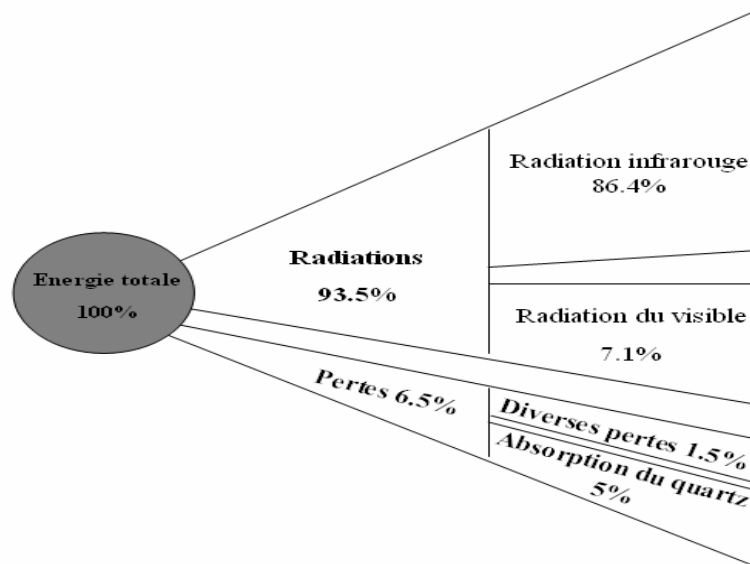 Energie totale
100%
Radiations
93.5%
Radiation infrarouge
86.4%
Radiation du visible
7.1%
Pertes 6.5%
Diverses pertes 1.5%
Absorption du quartz
5%